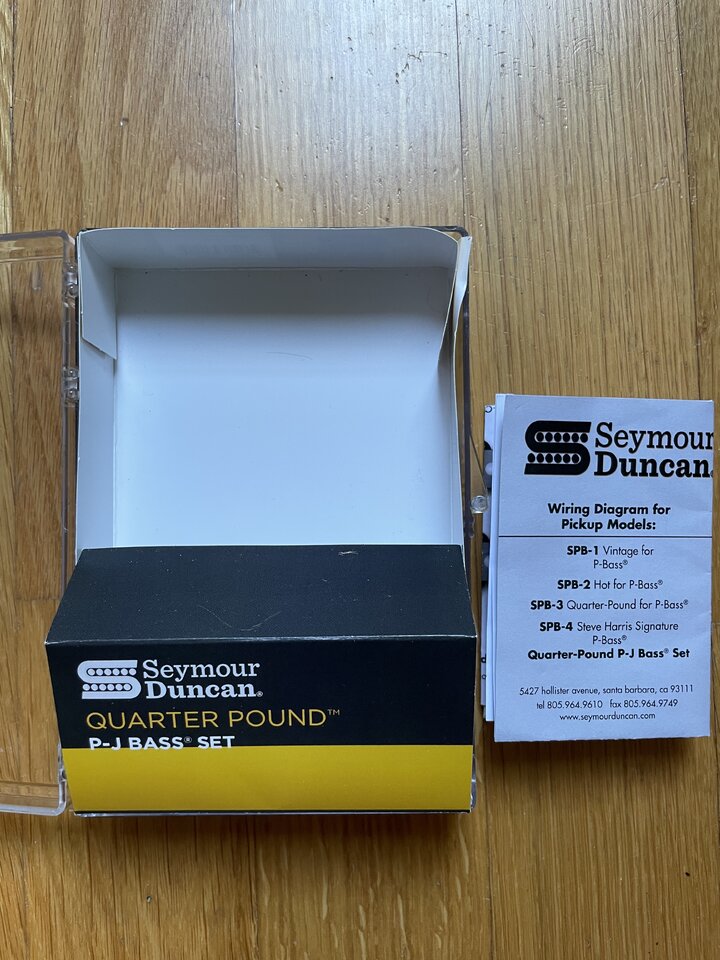 Seymour
Duncan®
QUARTER POUND™
P-J BASS® SET
Seymour
Duncan.
Wiring Diagram for
Pickup Models:
SPB-1 Vintage for
P-Bass®
SPB-2 Hot for P-Bass®
SPB-3 Quarter-Pound for P-Bass®
SPB-4 Steve Harris Signature
P-Bass®
Quarter-Pound P-J Bass® Set
5427 hollister avenue, santa barbara, ca 93111
tel 805.964.9610 fax 805.964.9749
www.seymourduncan.com